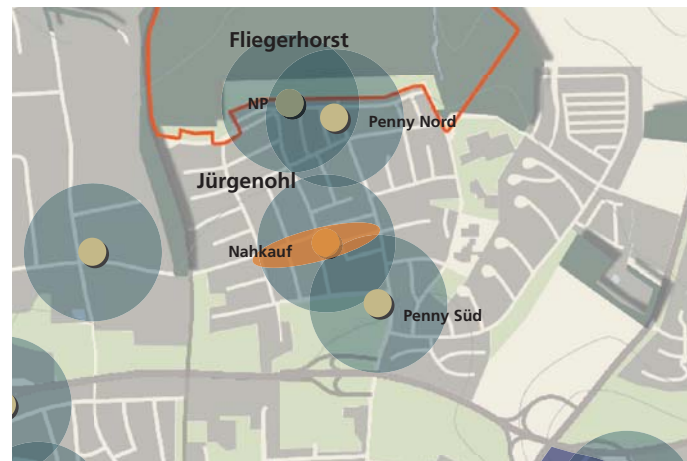 Fliegerhorst
NP
Penny Nord
Jürgenohl
Nahkauf
Penny Süd